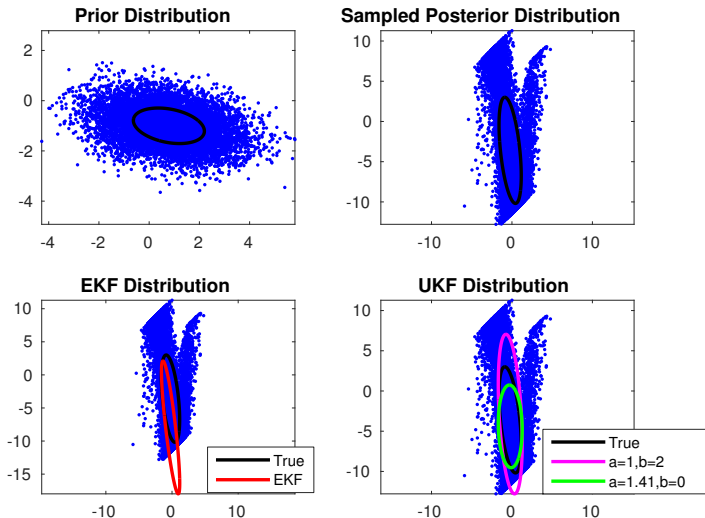 Prior Distribution
2
0
-2
-4
-4 -2 0 2 4
Sampled Posterior Distribution
10
5
0
-5
-10
-10 0 10
EKF Distribution
10
5
0
-5
-10
-15
-10 0 10
True
EKF
UKF Distribution
10
5
0
-5
-10
-10 0
True
a=1,b=2
a=1.41,b=0